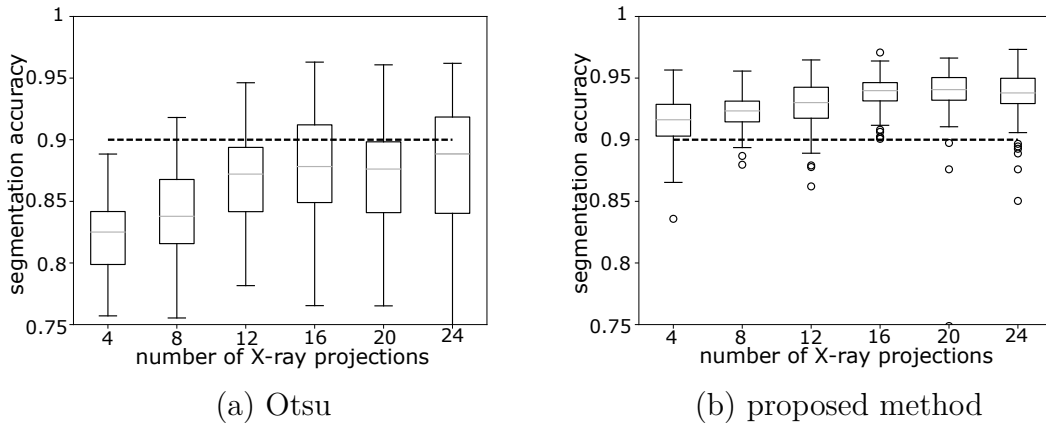 1
0.95
0.9
0.85
0.8
0.75
segmentation accuracy
4 8 12 16 20 24
number of X-ray projections
(a) Otsu
1
0.95
0.9
0.85
0.8
0.75
segmentation accuracy
4 8 12 16 20 24
number of X-ray projections
(b) proposed method